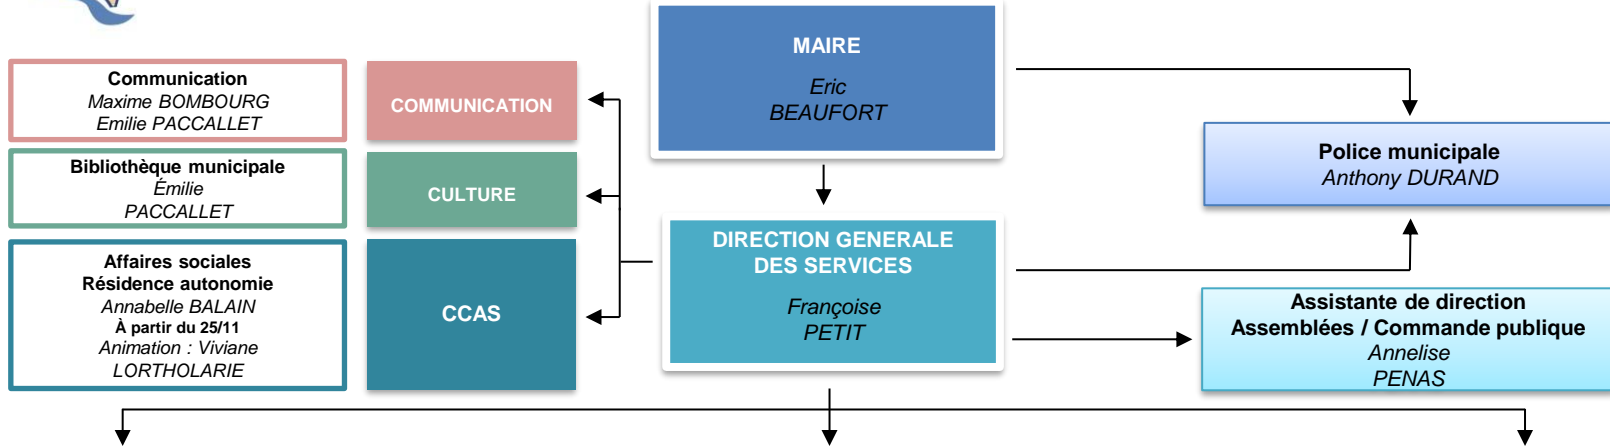 MAIRE
Eric
BEAUFORT
Communication
Maxime BOMBOURG
Emilie PACCALLET
COMMUNICATION
Bibliothèque municipale
Émilie
PACCALLET
CULTURE
Affaires sociales
Résidence autonomie
Annabelle BALAIN
À partir du 25/11
Animation : Viviane
LORTHOLARIE
CCAS
DIRECTION GENERALE
DES SERVICES
Françoise
PETIT
Police municipale
Anthony DURAND
Assistante de direction
Assemblées / Commande publique
Annelise
PENAS